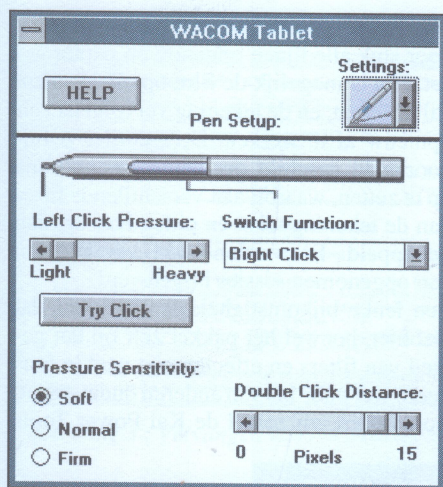 WACOM Tablet
Settings:
HELP
Pen Setup:
Left Click Pressure:
Switch Function:
Right Click
Light
Heavy
Try Click
Pressure Sensitivity:
Soft
Normal
Firm
Double Click Distance:
0
Pixels
15